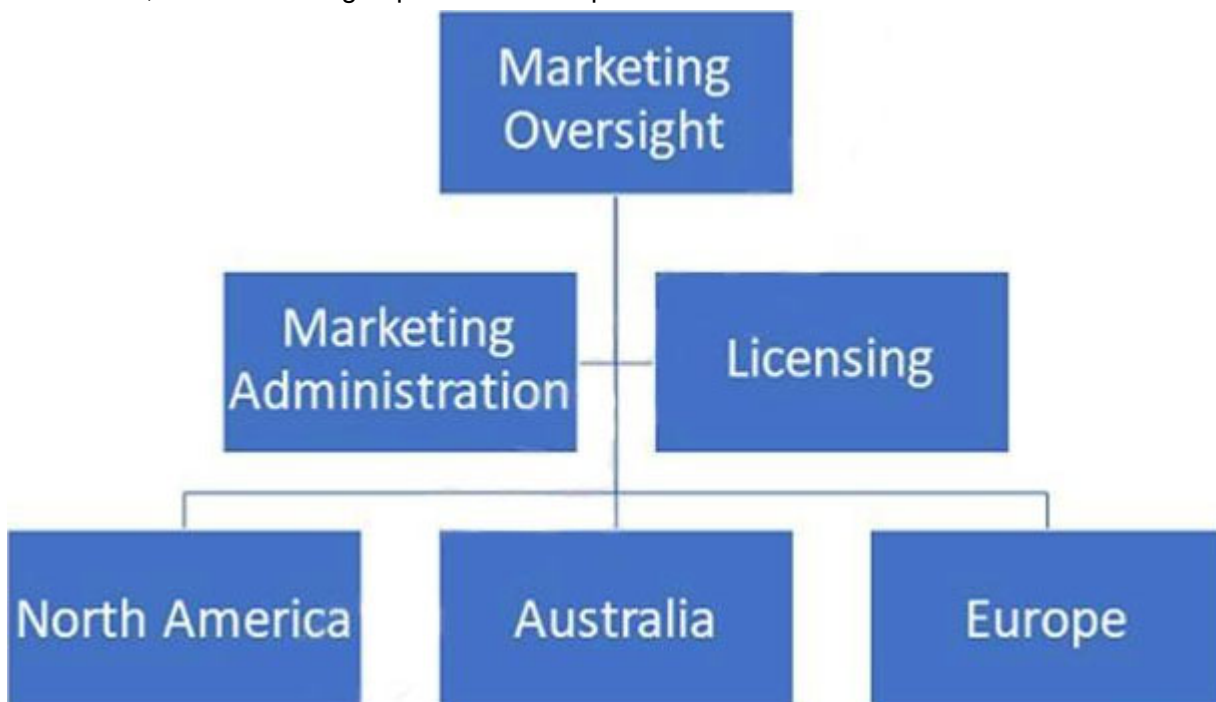 Marketing
Oversight
Marketing
Administration
Licensing
North America
Australia
Europe